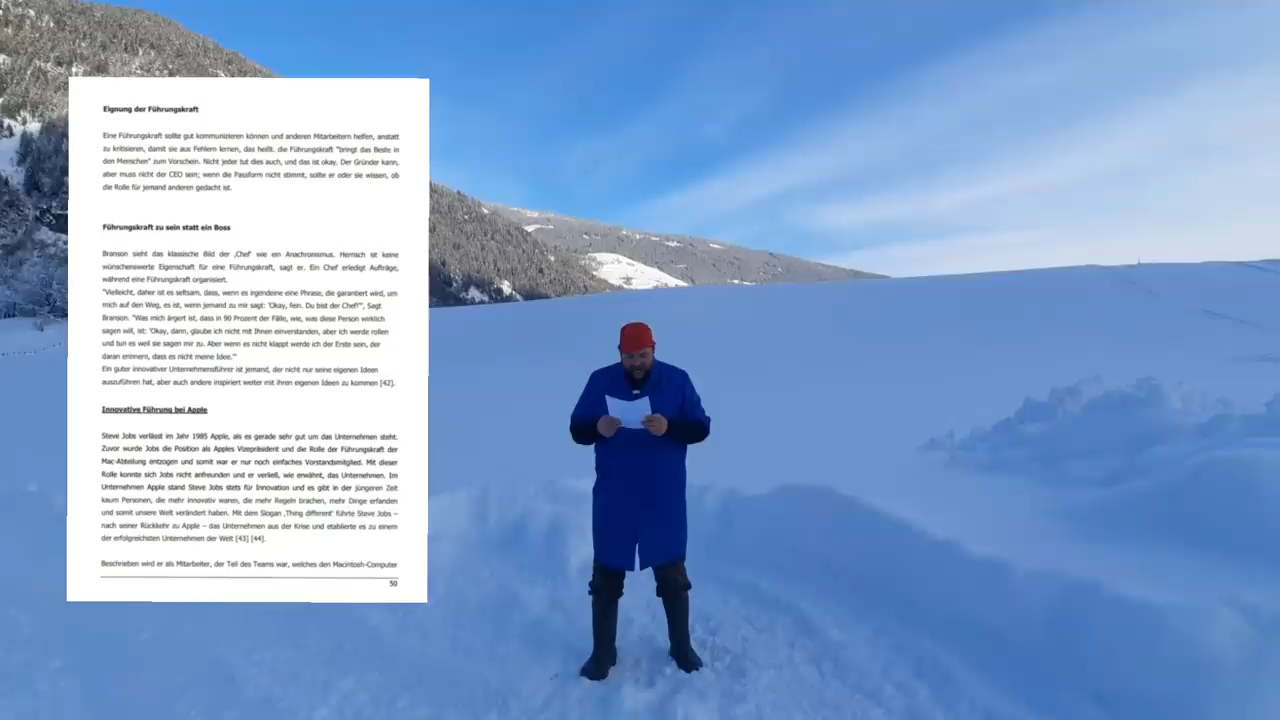 Eignung der Führungskraft
Eine Führungskraft sollte gut kommunizieren können und anderen Mitarbeitern helfen, anstatt
zu kritisieren, damit sie aus Fehlern lernen, das heißt. die Führungskraft "bringt das Beste in
den Menschen" zum Vorschein. Nicht jeder tut dies auch, und das ist okay. Der Gründer kann,
aber muss nicht der CEO sein; wenn die Passform nicht stimmt, sollte er oder sie wissen, ob
die Rolle für jemand anderen gedacht ist.
Führungskraft zu sein statt ein Boss
Branson sieht das klassische Bild der ‚Chef' wie ein Anachronismus. Herrisch ist keine
wünschenswerte Eigenschaft für eine Führungskraft, sagt er. Ein Chef erledigt Aufträge,
während eine Führungskraft organisiert.
"Vielleicht, daher ist es seltsam, dass, wenn es irgendeine eine Phrase, die garantiert wird, um
mich auf den Weg, es ist, wenn jemand zu mir sagt: 'Okay, fein. Du bist der Chef!'", Sagt
Branson. "Was mich ärgert ist, dass in 90 Prozent der Fälle, wie, was diese Person wirklich
sagen will, ist: 'Okay, dann, glaube ich nicht mit Ihnen einverstanden, aber ich werde rollen
und tun es weil sie sagen mir zu. Aber wenn es nicht klappt werde ich der Erste sein, der
daran erinnern, dass es nicht meine Idee.'"
Ein guter innovativer Unternehmensführer ist jemand, der nicht nur seine eigenen Ideen
auszuführen hat, aber auch andere inspiriert weiter mit ihren eigenen Ideen zu kommen [42].
Innovative Führung bei Apple
Steve Jobs verlässt im Jahr 1985 Apple, als es gerade sehr gut um das Unternehmen steht.
Zuvor wurde Jobs die Position als Apples Vizepräsident und die Rolle der Führungskraft der
Mac-Abteilung entzogen und somit war er nur noch einfaches Vorstandsmitglied. Mit dieser
Rolle konnte sich Jobs nicht anfreunden und er verließ, wie erwähnt, das Unternehmen. Im
Unternehmen Apple stand Steve Jobs stets für Innovation und es gibt in der jüngeren Zeit
kaum Personen, die mehr innovativ waren, die mehr Regeln brachen, mehr Dinge erfanden
und somit unsere Welt verändert haben. Mit dem Slogan ‚Thing different' führte Steve Jobs –
nach seiner Rückkehr zu Apple – das Unternehmen aus der Krise und etablierte es zu einem
der erfolgreichsten Unternehmen der Welt [43] [44].
Beschrieben wird er als Mitarbeiter, der Teil des Teams war, welches den Macintosh-Computer
50